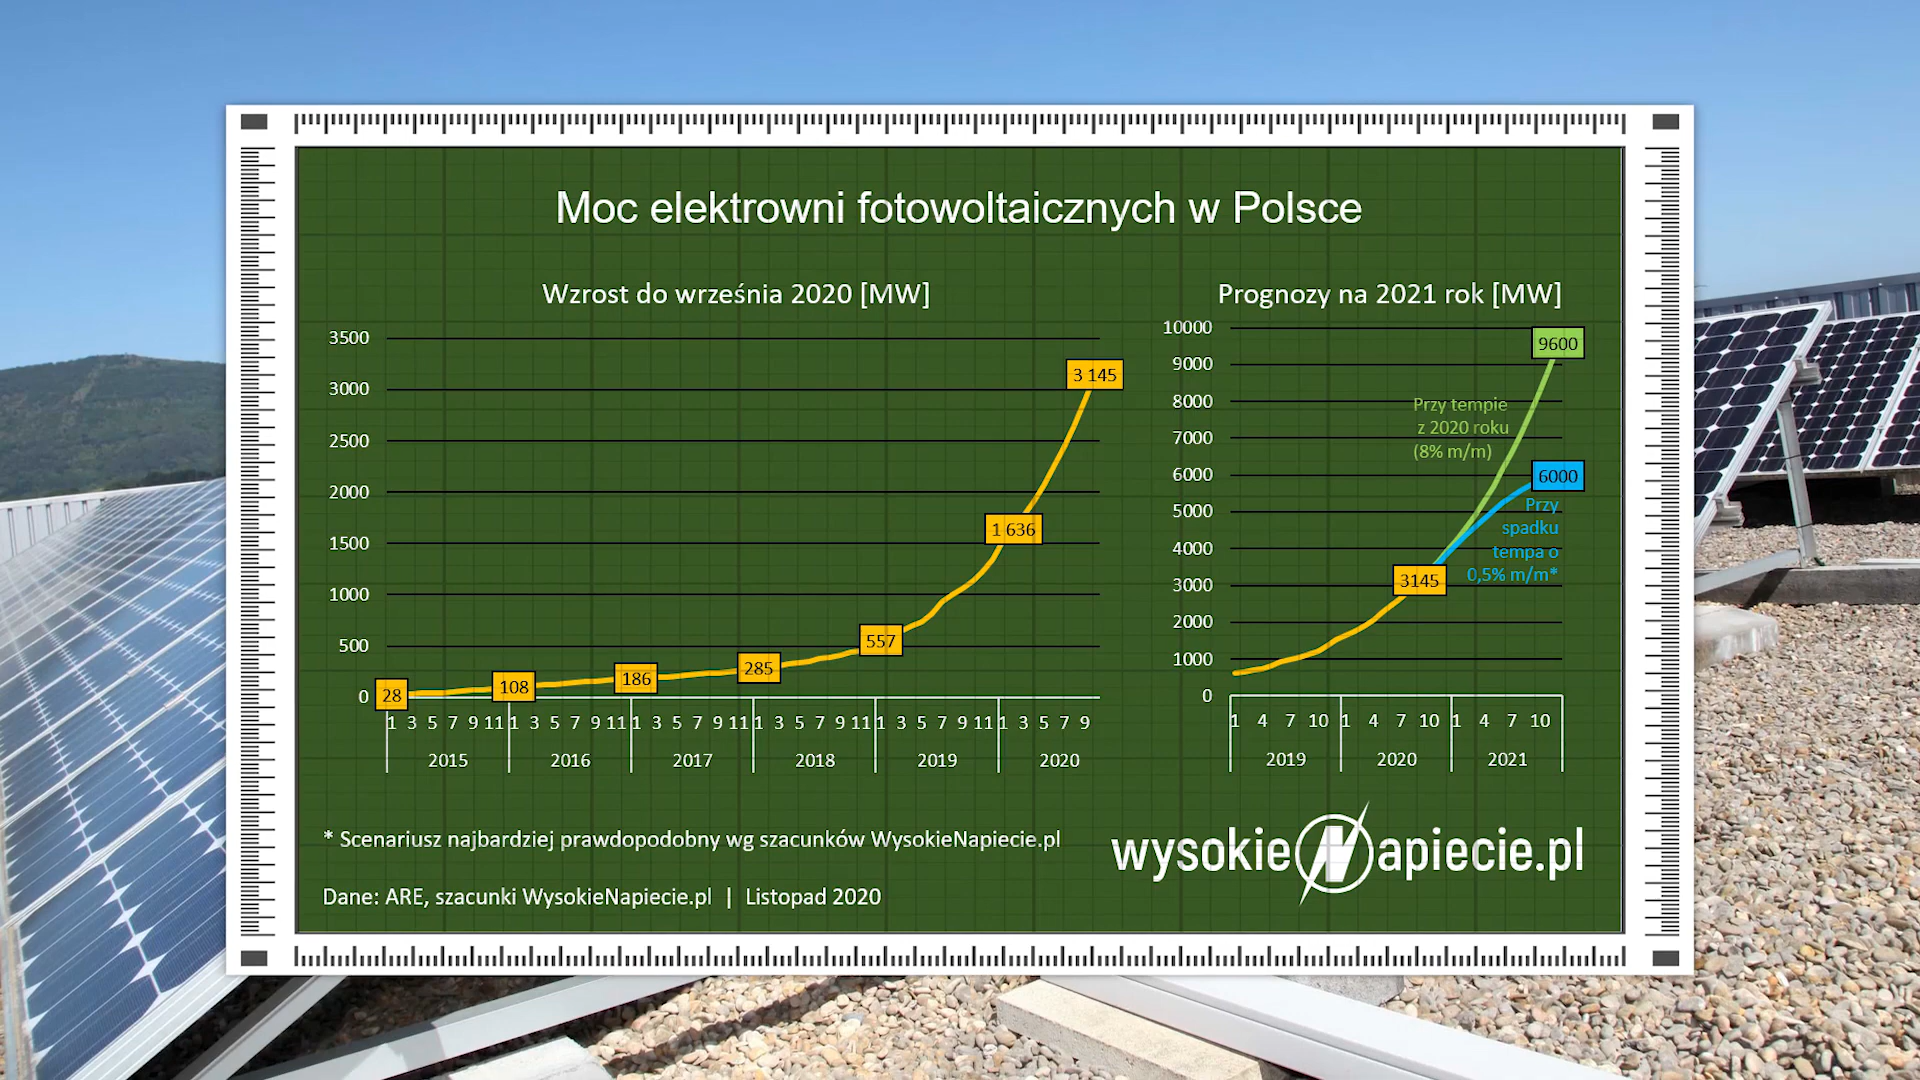 Moc elektrowni fotowoltaicznych w Polsce
Wzrost do września 2020 [MW]
3500
3000
2500
2000
1500
1000
500
0
28
108
186
285
557
1 636
3 145
1 3 5 7 9 11 1 3 5 7 9 11 1 3 5 7 9 11 1 3 5 7 9 11 1 3 5 7 9 11 1 3 5 7 9
2015 2016 2017 2018 2019 2020
Prognozy na 2021 rok [MW]
10000
9000
8000
7000
6000
5000
4000
3000
2000
1000
0
9600
Przy tempie
z 2020 roku
(8% m/m)
6000
Przy
spadku
tempa o
0,5% m/m*
3145
1 4 7 10 1 4 7 10 1 4 7 10
2019 2020 2021
* Scenariusz najbardziej prawdopodobny wg szacunków WysokieNapiecie.pl
wysokieNapiecie.pl
Dane: ARE, szacunki WysokieNapiecie.pl | Listopad 2020